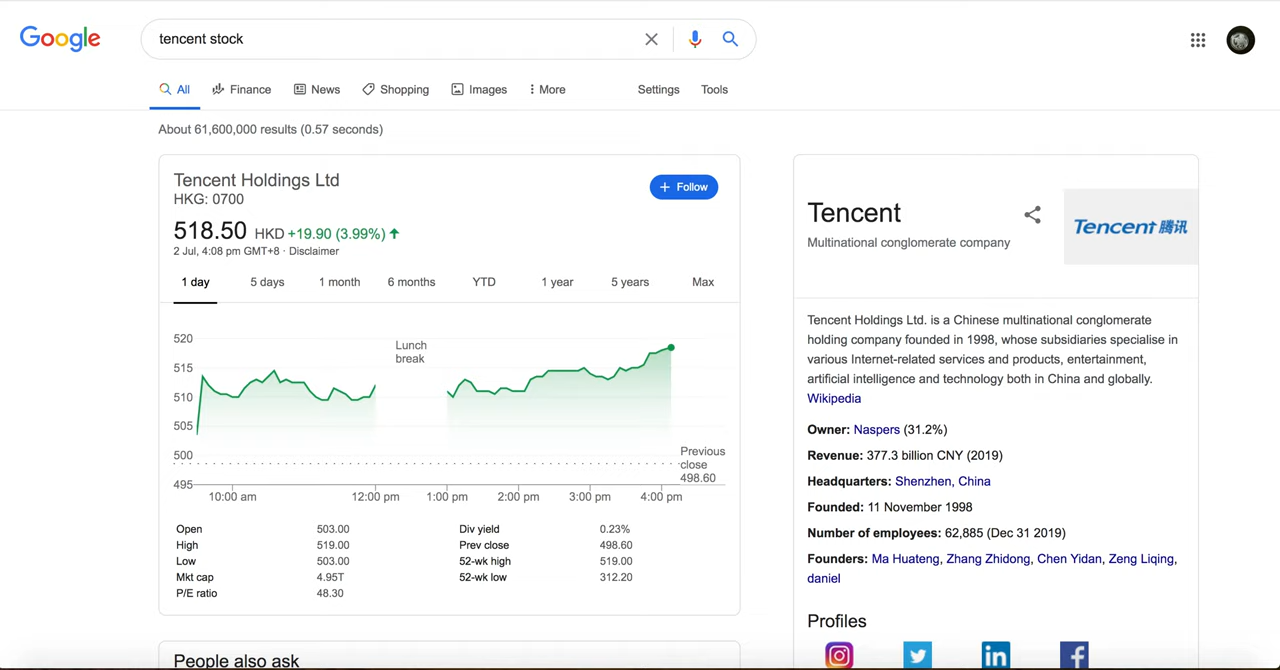 Google
tencent stock
All Finance News Shopping Images More Settings Tools
About 61,600,000 results (0.57 seconds)
Tencent Holdings Ltd
HKG: 0700
+ Follow
518.50 HKD +19.90 (3.99%)
2 Jul, 4:08 pm GMT+8 · Disclaimer
1 day 5 days 1 month 6 months YTD 1 year 5 years Max
520
515
510
505
500
495
Lunch
break
Previous
close
498.60
10:00 am 12:00 pm 1:00 pm 2:00 pm 3:00 pm 4:00 pm
Open 503.00 Div yield 0.23%
High 519.00 Prev close 498.60
Low 503.00 52-wk high 519.00
Mkt cap 4.95T 52-wk low 312.20
P/E ratio 48.30
People also ask
Tencent
Multinational conglomerate company
Tencent 腾讯
Tencent Holdings Ltd. is a Chinese multinational conglomerate
holding company founded in 1998, whose subsidiaries specialise in
various Internet-related services and products, entertainment,
artificial intelligence and technology both in China and globally.
Wikipedia
Owner: Naspers (31.2%)
Revenue: 377.3 billion CNY (2019)
Headquarters: Shenzhen, China
Founded: 11 November 1998
Number of employees: 62,885 (Dec 31 2019)
Founders: Ma Huateng, Zhang Zhidong, Chen Yidan, Zeng Liqing,
daniel
Profiles
in
f